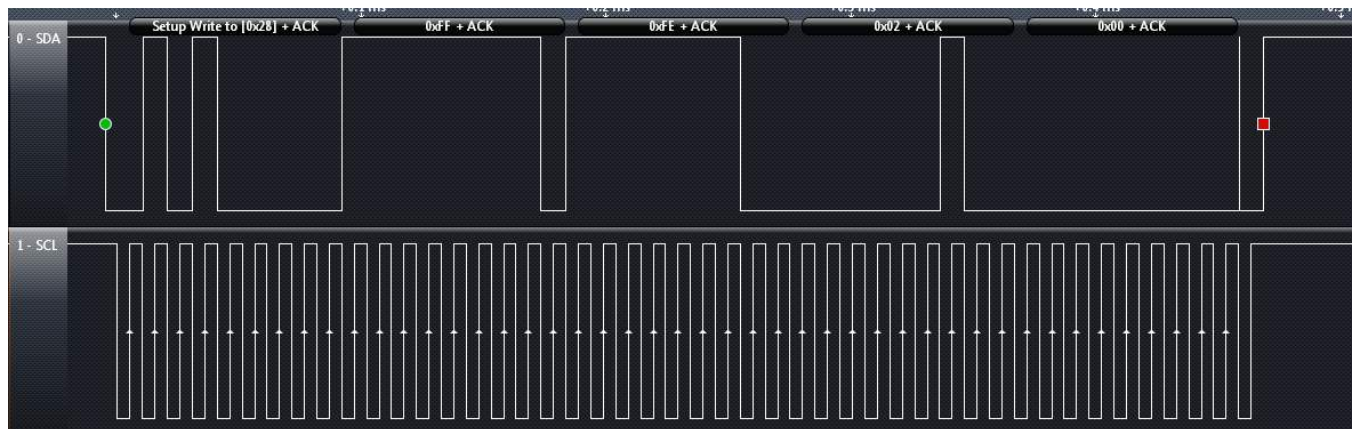 Setup Write to [0x28] + ACK
0xFF + ACK
0xFE + ACK
0x02 + ACK
0x00 + ACK
0 - SDA
1 - SCL